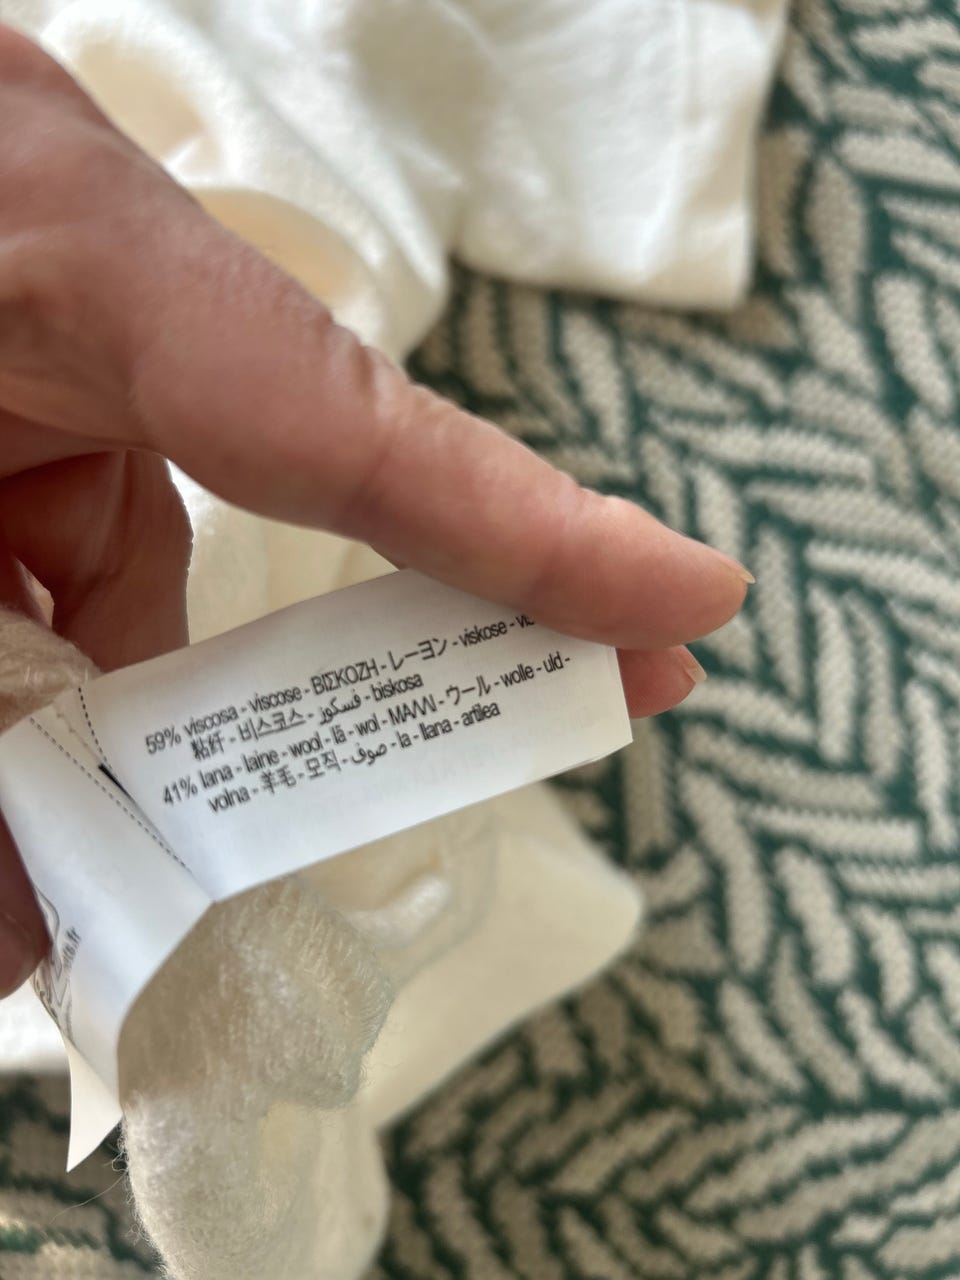 59% viscosa - viscose - ΒΙΣΚΟΖΗ - レーヨン - viskose -
粘纤 - 비스코스 - فسكوز - biskosa
41% lana - laine - wool - lã - wol - ΜΑΛΛΙ - ウール - wolle - uld -
volna - 羊毛 - 모직 - صوف - la - llana - artilea